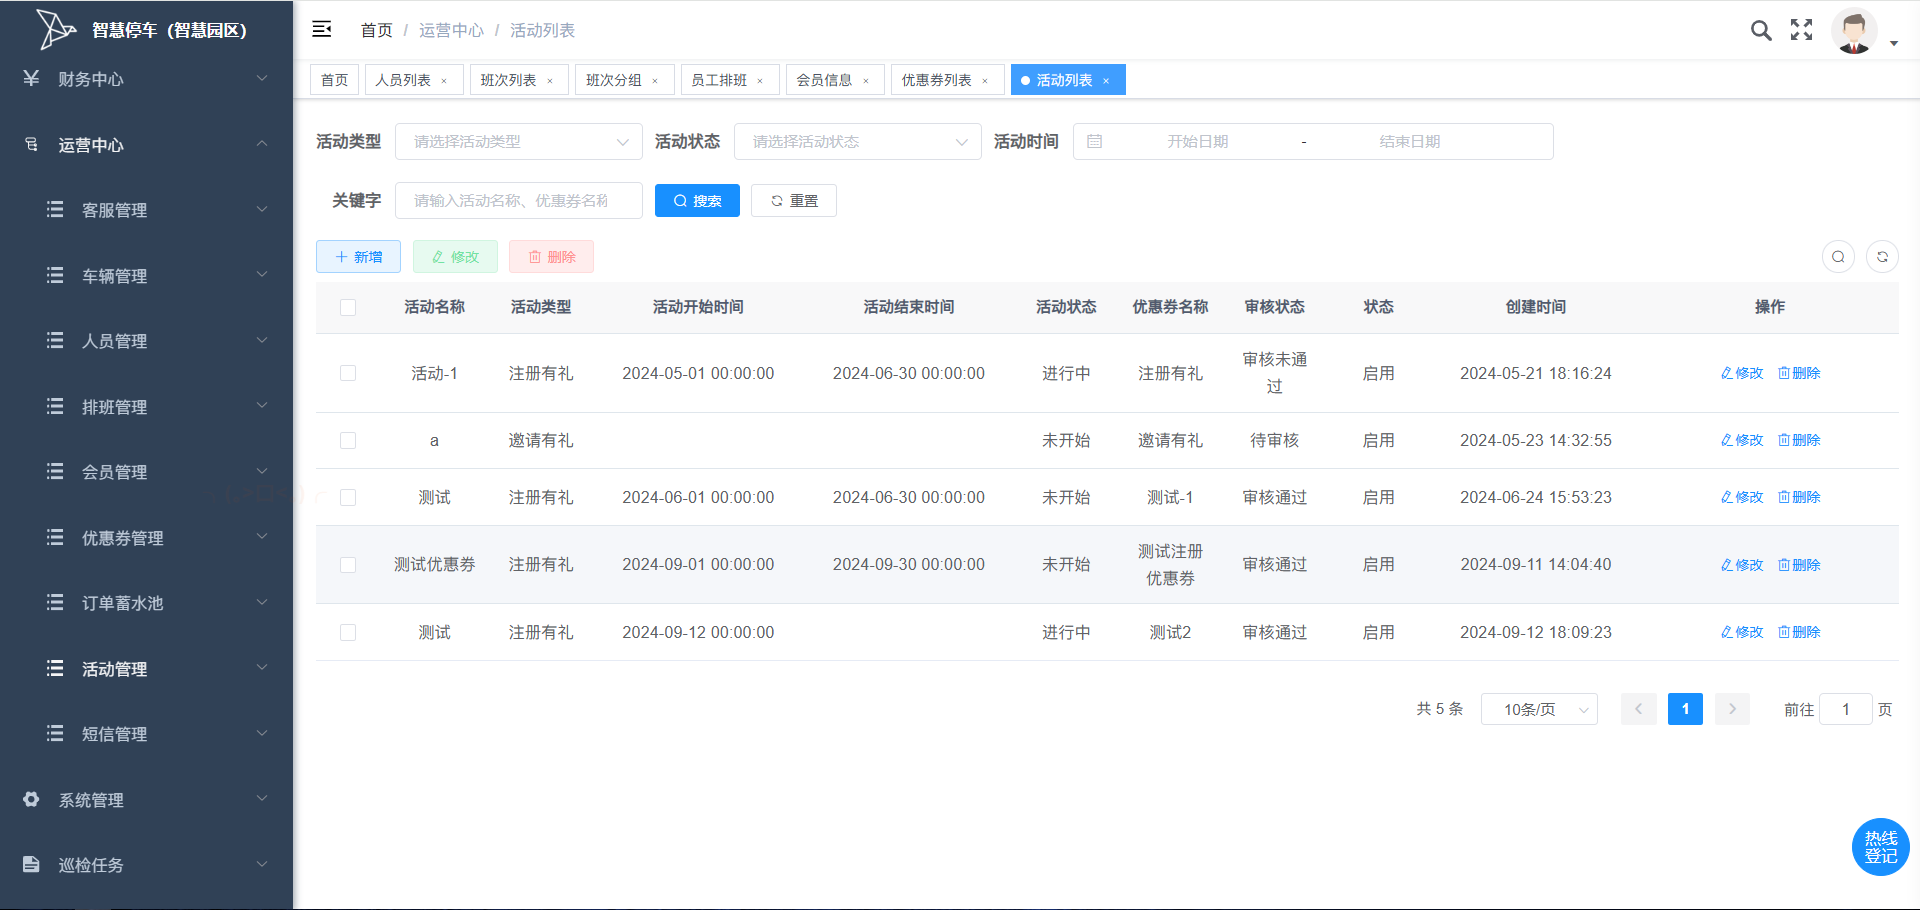 智慧停车（智慧园区）
财务中心
运营中心
客服管理
车辆管理
人员管理
排班管理
会员管理
优惠券管理
订单蓄水池
活动管理
短信管理
系统管理
巡检任务
首页 / 运营中心 / 活动列表
首页 人员列表 × 班次列表 × 班次分组 × 员工排班 × 会员信息 × 优惠券列表 × 活动列表 ×
活动类型 请选择活动类型 活动状态 请选择活动状态 活动时间 开始日期 - 结束日期
关键字 请输入活动名称、优惠券名称 搜索 重置
新增 修改 删除
活动名称 活动类型 活动开始时间 活动结束时间 活动状态 优惠券名称 审核状态 状态 创建时间 操作
活动-1 注册有礼 2024-05-01 00:00:00 2024-06-30 00:00:00 进行中 注册有礼 审核未通过 启用 2024-05-21 18:16:24 修改 删除
a 邀请有礼 未开始 邀请有礼 待审核 启用 2024-05-23 14:32:55 修改 删除
测试 注册有礼 2024-06-01 00:00:00 2024-06-30 00:00:00 未开始 测试-1 审核通过 启用 2024-06-24 15:53:23 修改 删除
测试优惠券 注册有礼 2024-09-01 00:00:00 2024-09-30 00:00:00 未开始 测试注册优惠券 审核通过 启用 2024-09-11 14:04:40 修改 删除
测试 注册有礼 2024-09-12 00:00:00 进行中 测试2 审核通过 启用 2024-09-12 18:09:23 修改 删除
共 5 条 10条/页 1 前往 1 页
热线
登记